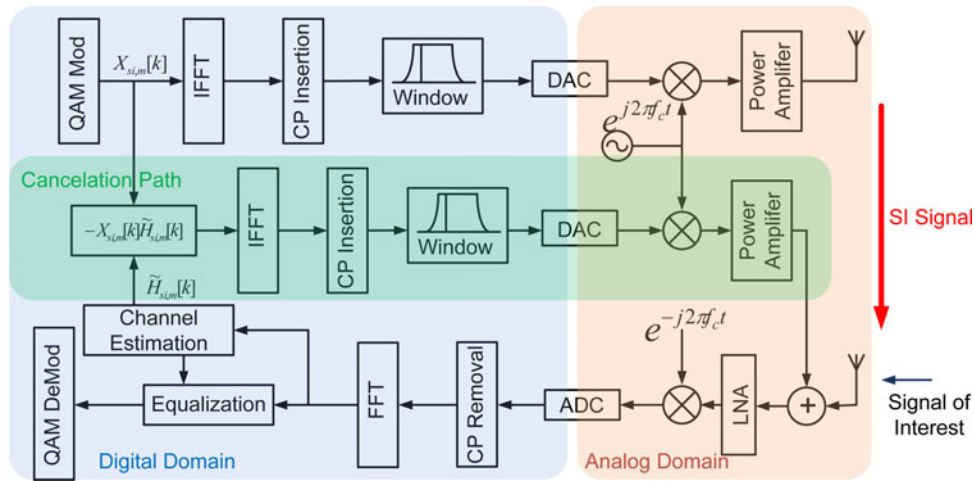 QAM Mod
X_{si,m}[k]
IFFT
CP Insertion
Window
DAC
Power
Amplifer
e^{j2πf_c t}
Cancelation Path
-X_{si,m}[k]H̃_{si,m}[k]
IFFT
CP Insertion
Window
DAC
Power
Amplifer
SI Signal
H̃_{si,m}[k]
Channel
Estimation
QAM DeMod
Equalization
FFT
CP Removal
ADC
e^{-j2πf_c t}
LNA
+
Signal of
Interest
Digital Domain
Analog Domain